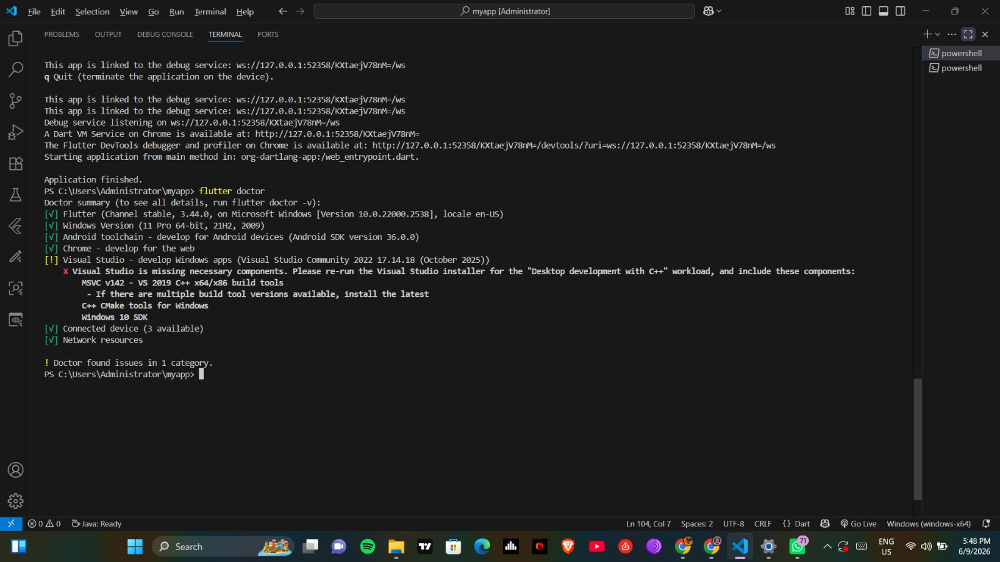 File Edit Selection View Go Run Terminal Help
myapp [Administrator]
PROBLEMS OUTPUT DEBUG CONSOLE TERMINAL PORTS
powershell
powershell
This app is linked to the debug service: ws://127.0.0.1:52358/KXtaejV78nM=/ws
q Quit (terminate the application on the device).
This app is linked to the debug service: ws://127.0.0.1:52358/KXtaejV78nM=/ws
This app is linked to the debug service: ws://127.0.0.1:52358/KXtaejV78nM=/ws
Debug service listening on ws://127.0.0.1:52358/KXtaejV78nM=/ws
A Dart VM Service on Chrome is available at: http://127.0.0.1:52358/KXtaejV78nM=
The Flutter DevTools debugger and profiler on Chrome is available at: http://127.0.0.1:52358/KXtaejV78nM=/devtools/?uri=ws://127.0.0.1:52358/KXtaejV78nM=/ws
Starting application from main method in: org-dartlang-app:/web_entrypoint.dart.
Application finished.
PS C:\Users\Administrator\myapp> flutter doctor
Doctor summary (to see all details, run flutter doctor -v):
[√] Flutter (Channel stable, 3.44.0, on Microsoft Windows [Version 10.0.22000.2538], locale en-US)
[√] Windows Version (11 Pro 64-bit, 21H2, 2009)
[√] Android toolchain - develop for Android devices (Android SDK version 36.0.0)
[√] Chrome - develop for the web
[!] Visual Studio - develop Windows apps (Visual Studio Community 2022 17.14.18 (October 2025))
X Visual Studio is missing necessary components. Please re-run the Visual Studio installer for the "Desktop development with C++" workload, and include these components:
MSVC v142 - VS 2019 C++ x64/x86 build tools
- If there are multiple build tool versions available, install the latest
C++ CMake tools for Windows
Windows 10 SDK
[√] Connected device (3 available)
[√] Network resources
! Doctor found issues in 1 category.
PS C:\Users\Administrator\myapp>
0 0 Java: Ready Ln 104, Col 7 Spaces: 2 UTF-8 CRLF {} Dart Go Live Windows (windows-x64)
Search 71 ENG US 5:48 PM
6/9/2026